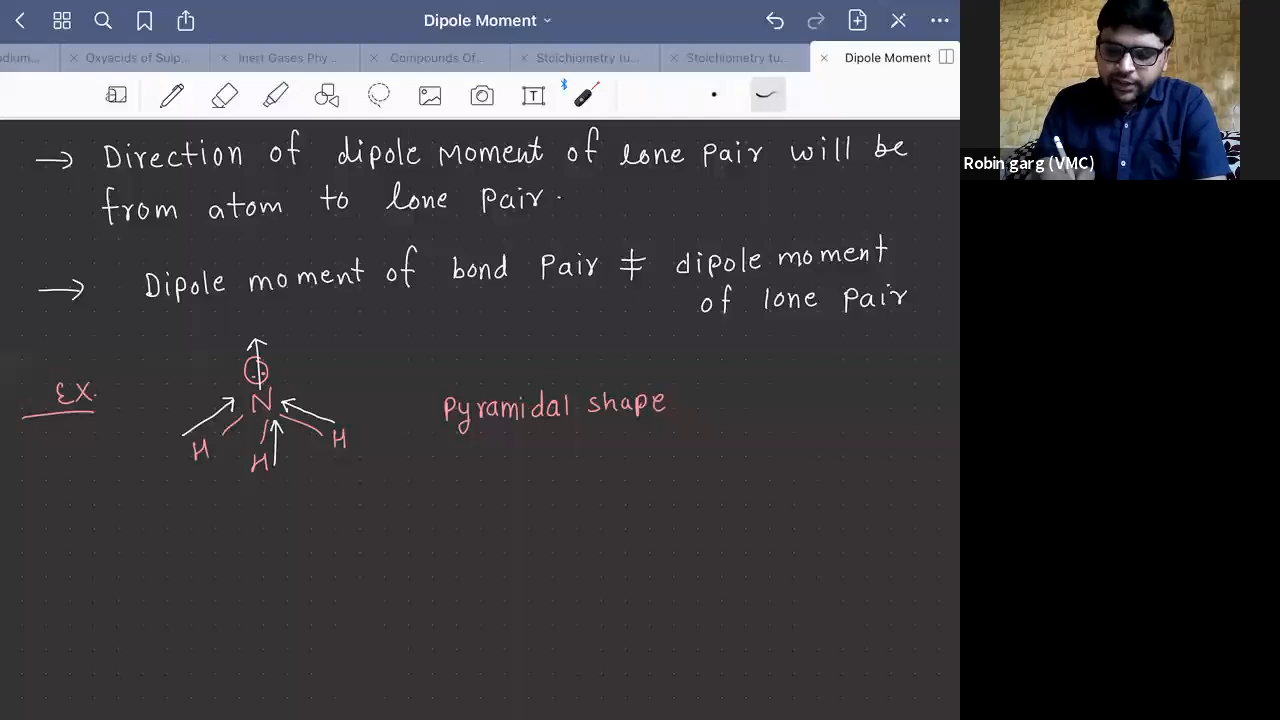 Dipole Moment
odium...
Oxyacids of Sulp...
Inert Gases Phy...
Compounds Of...
Stoichiometry (u...
Stoichiometry (u...
Dipole Moment
T
Robin garg (VMC)
→ Direction of dipole Moment of lone Pair will be
from atom to lone Pair.
→ Dipole moment of bond Pair ≠ dipole moment
of lone pair
EX.
N
H H H
Pyramidal shape